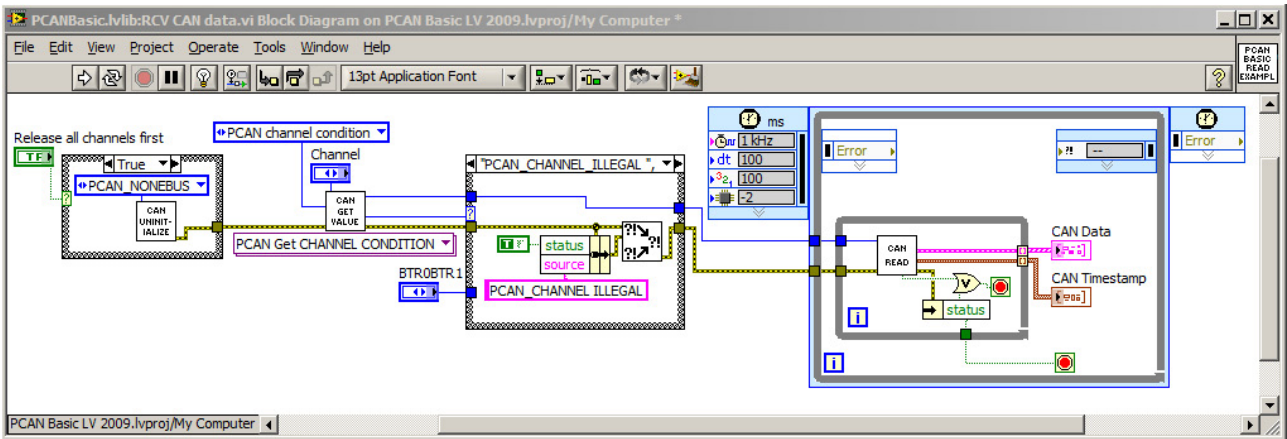 PCANBasic.lvlib:RCV CAN data.vi Block Diagram on PCAN Basic LV 2009.lvproj/My Computer *
File Edit View Project Operate Tools Window Help
13pt Application Font
PCAN
BASIC
READ
EXAMPL
Release all channels first
TF
True
PCAN_NONEBUS
CAN
UNINIT-
IALIZE
PCAN channel condition
Channel
CAN
GET
VALUE
PCAN Get CHANNEL CONDITION
BTR0BTR1
"PCAN_CHANNEL_ILLEGAL ",
status
source
PCAN_CHANNEL ILLEGAL
ms
1 kHz
dt 100
100
-2
Error
--
Error
CAN
READ
status
CAN Data
CAN Timestamp
i
i
PCAN Basic LV 2009.lvproj/My Computer